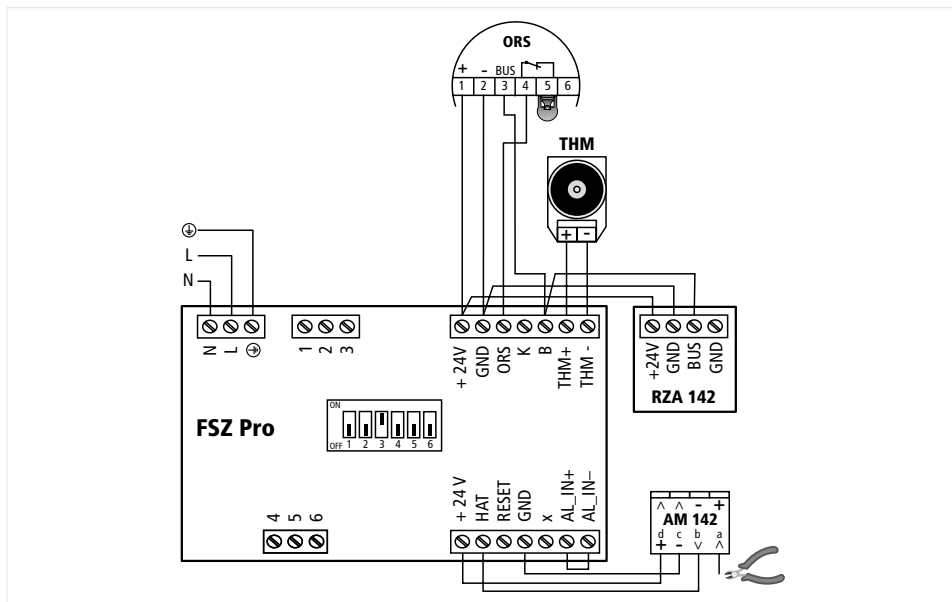 ORS
+ - BUS
1 2 3 4 5 6
THM
+ -
L
N
N L
1 2 3
+ 24V GND ORS K B THM+ THM -
+24V GND BUS GND
RZA 142
FSZ Pro
ON
OFF 1 2 3 4 5 6
4 5 6
+ 24 V HAT RESET GND x AL_IN+ AL_IN–
< < - +
AM 142
d c b a
+ - > <